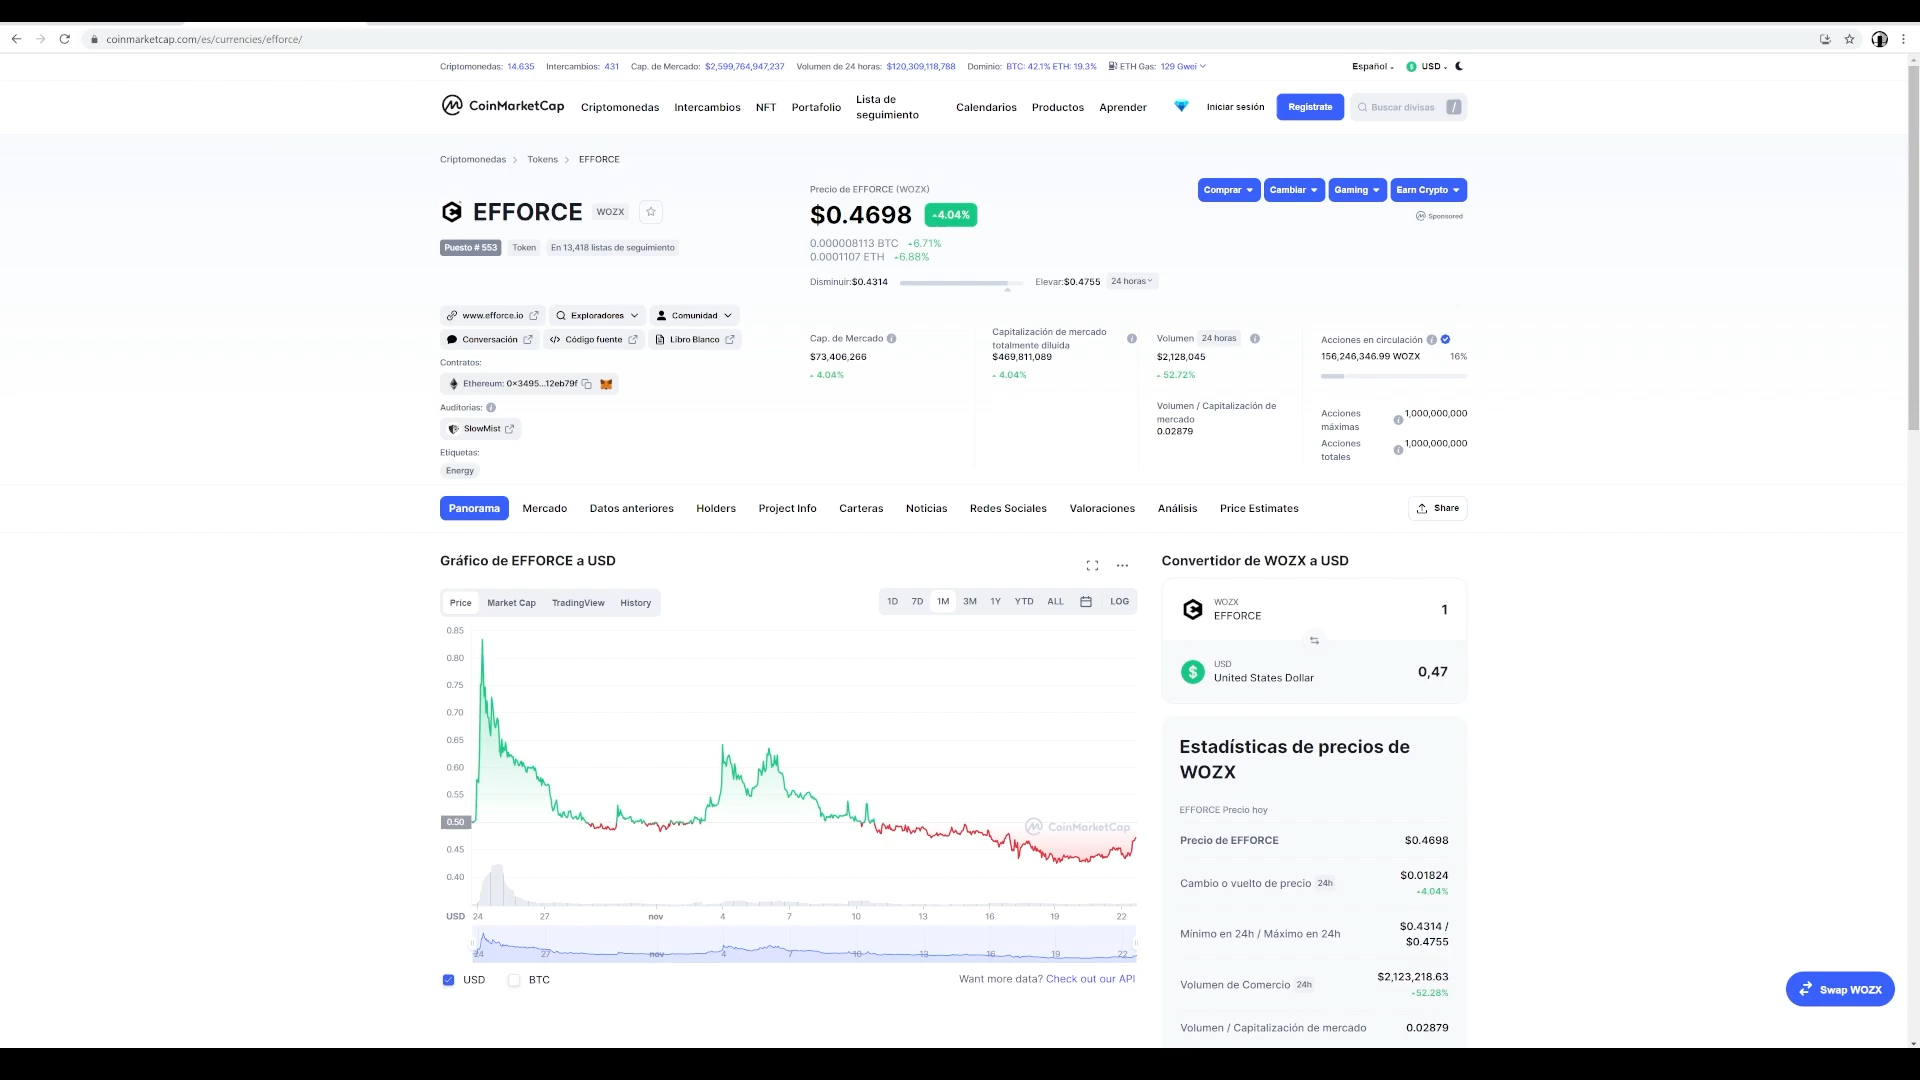 coinmarketcap.com/es/currencies/efforce/
Criptomonedas: 14.635 Intercambios: 431 Cap. de Mercado: $2,599,764,947,237 Volumen de 24 horas: $120,309,118,788 Dominio: BTC: 42.1% ETH: 19.3% ETH Gas: 129 Gwei Español USD
CoinMarketCap Criptomonedas Intercambios NFT Portafolio Lista de seguimiento Calendarios Productos Aprender Iniciar sesión Regístrate Buscar divisas /
Criptomonedas > Tokens > EFFORCE
EFFORCE WOZX
Puesto # 553 Token En 13,418 listas de seguimiento
Precio de EFFORCE (WOZX)
$0.4698 4.04%
0.000008113 BTC 6.71%
0.0001107 ETH 6.88%
Disminuir:$0.4314 Elevar:$0.4755 24 horas
Comprar Cambiar Gaming Earn Crypto
Sponsored
www.efforce.io Exploradores Comunidad
Conversación Código fuente Libro Blanco
Contratos:
Ethereum: 0x3495...12eb79f
Auditorias:
SlowMist
Etiquetas:
Energy
Cap. de Mercado
$73,406,266
4.04%
Capitalización de mercado
totalmente diluida
$469,811,089
4.04%
Volumen 24 horas
$2,128,045
52.72%
Volumen / Capitalización de
mercado
0.02879
Acciones en circulación
156,246,346.99 WOZX 16%
Acciones máximas 1,000,000,000
Acciones totales 1,000,000,000
Panorama Mercado Datos anteriores Holders Project Info Carteras Noticias Redes Sociales Valoraciones Análisis Price Estimates Share
Gráfico de EFFORCE a USD
Price Market Cap TradingView History 1D 7D 1M 3M 1Y YTD ALL LOG
0.85
0.80
0.75
0.70
0.65
0.60
0.55
0.50
0.45
0.40
CoinMarketCap
USD 24 27 nov 4 7 10 13 16 19 22
24 27 nov 4 7 10 13 16 19 22
USD BTC Want more data? Check out our API
Convertidor de WOZX a USD
WOZX
EFFORCE 1
USD
United States Dollar 0,47
Estadísticas de precios de
WOZX
EFFORCE Precio hoy
Precio de EFFORCE $0.4698
Cambio o vuelto de precio 24h $0.01824
4.04%
Mínimo en 24h / Máximo en 24h $0.4314 /
$0.4755
Volumen de Comercio 24h $2,123,218.63
52.28%
Volumen / Capitalización de mercado 0.02879
Swap WOZX